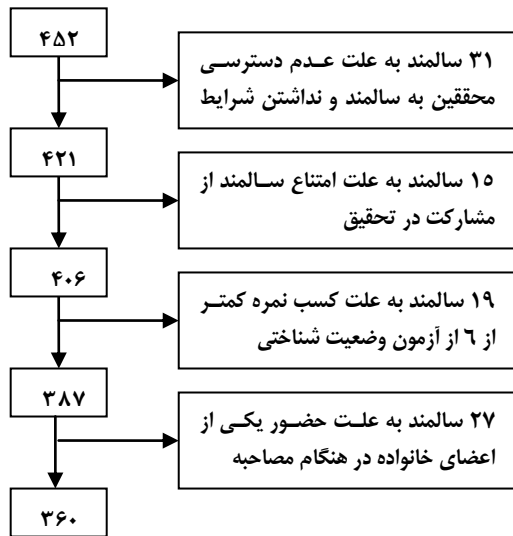 ۴۵۲
۳۱ سالمند به علت عدم دسترسی
محققین به سالمند و نداشتن شرایط
۴۲۱
۱۵ سالمند به علت امتناع سالمند از
مشارکت در تحقیق
۴۰۶
۱۹ سالمند به علت کسب نمره کمتر
از ۶ از آزمون وضعیت شناختی
۳۸۷
۲۷ سالمند به علت حضور یکی از
اعضای خانواده در هنگام مصاحبه
۳۶۰